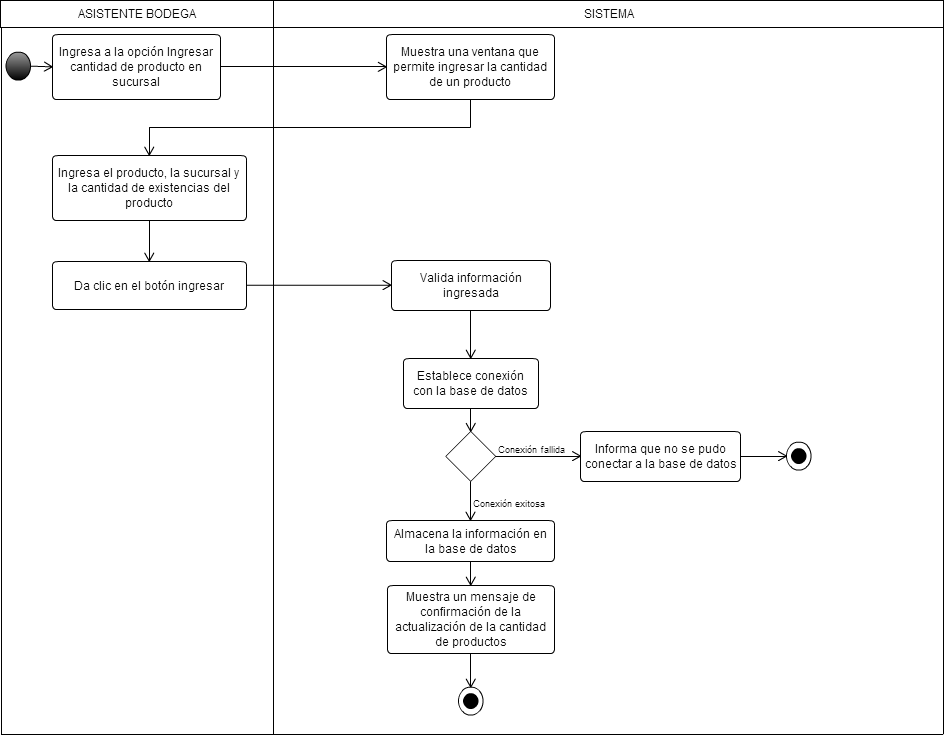 ASISTENTE BODEGA
SISTEMA
Ingresa a la opción Ingresar
cantidad de producto en
sucursal
Muestra una ventana que
permite ingresar la cantidad
de un producto
Ingresa el producto, la sucursal y
la cantidad de existencias del
producto
Da clic en el botón ingresar
Valida información
ingresada
Establece conexión
con la base de datos
Conexión fallida
Informa que no se pudo
conectar a la base de datos
Conexión exitosa
Almacena la información en
la base de datos
Muestra un mensaje de
confirmación de la
actualización de la cantidad
de productos